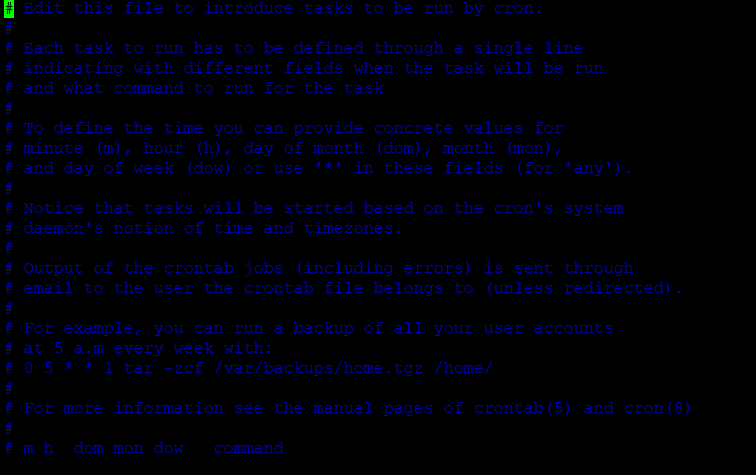 # Edit this file to introduce tasks to be run by cron.
#
# Each task to run has to be defined through a single line
# indicating with different fields when the task will be run
# and what command to run for the task
#
# To define the time you can provide concrete values for
# minute (m), hour (h), day of month (dom), month (mon),
# and day of week (dow) or use '*' in these fields (for 'any').
#
# Notice that tasks will be started based on the cron's system
# daemon's notion of time and timezones.
#
# Output of the crontab jobs (including errors) is sent through
# email to the user the crontab file belongs to (unless redirected).
#
# For example, you can run a backup of all your user accounts
# at 5 a.m every week with:
# 0 5 * * 1 tar -zcf /var/backups/home.tgz /home/
#
# For more information see the manual pages of crontab(5) and cron(8)
#
# m h  dom mon dow   command